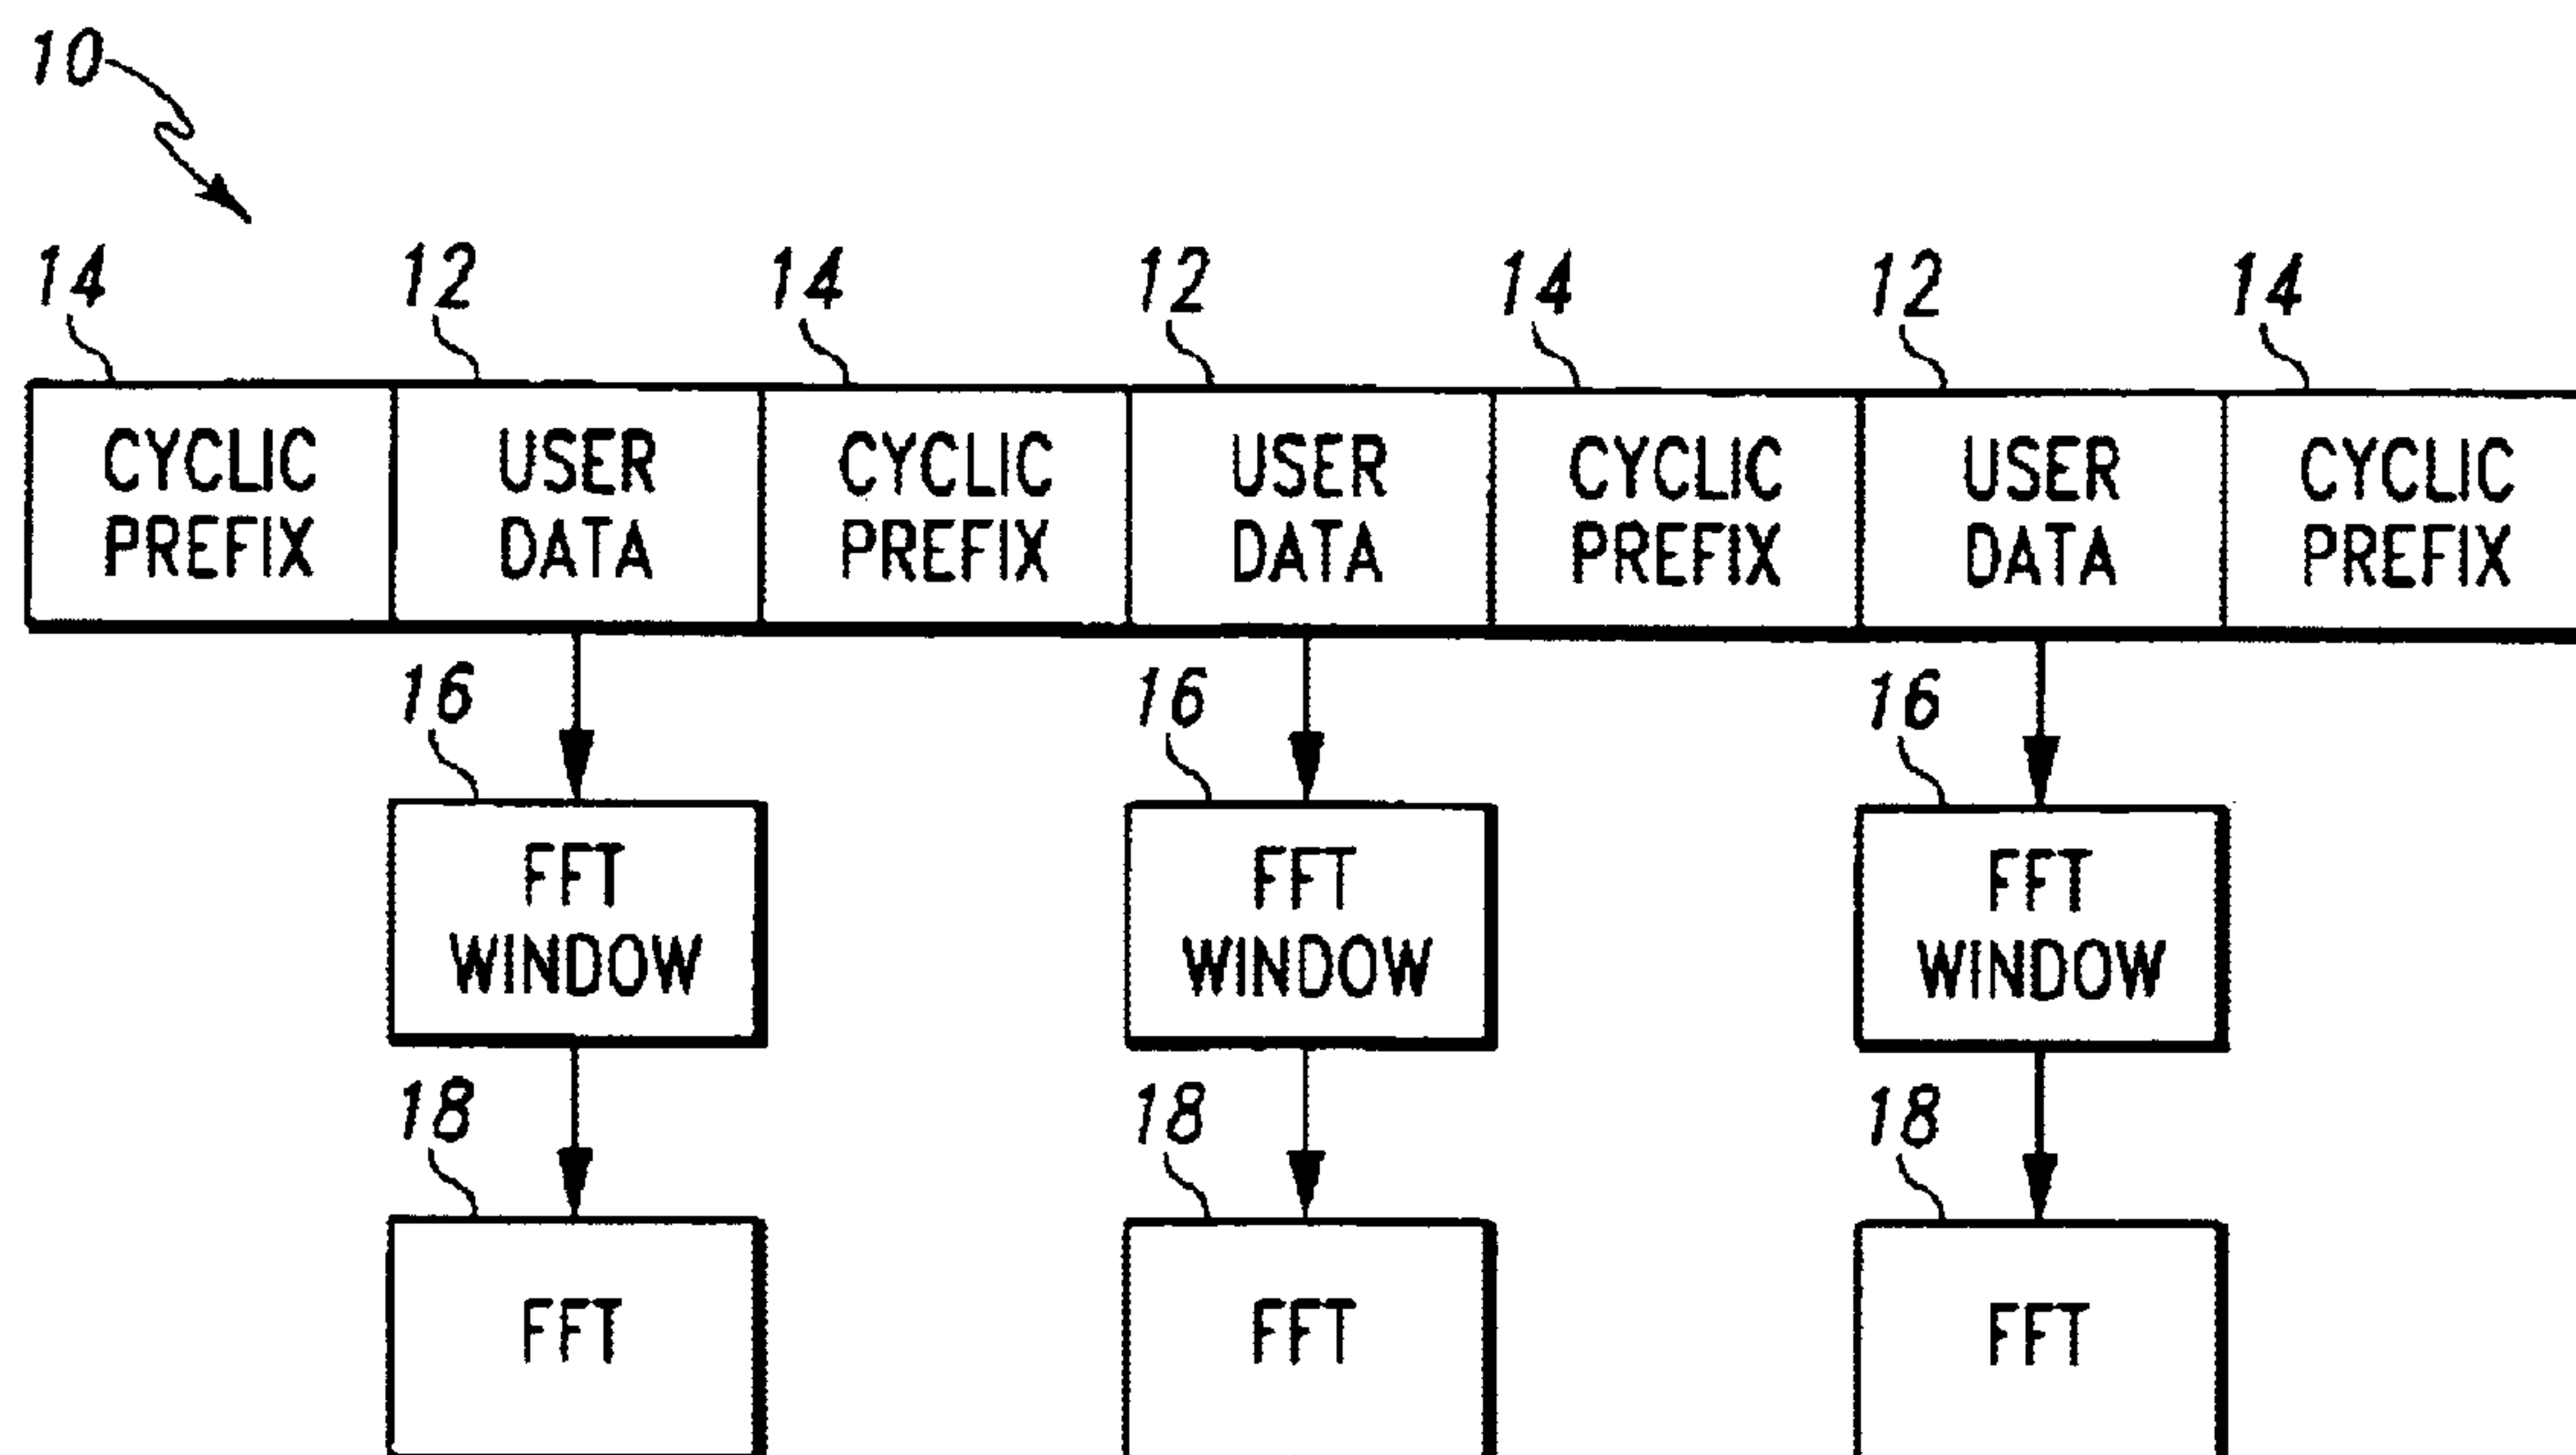 10
14 12 14 12 14 12 14
CYCLIC USER CYCLIC USER CYCLIC USER CYCLIC
PREFIX DATA PREFIX DATA PREFIX DATA PREFIX
16 16 16
FFT FFT FFT
WINDOW WINDOW WINDOW
18 18 18
FFT FFT FFT